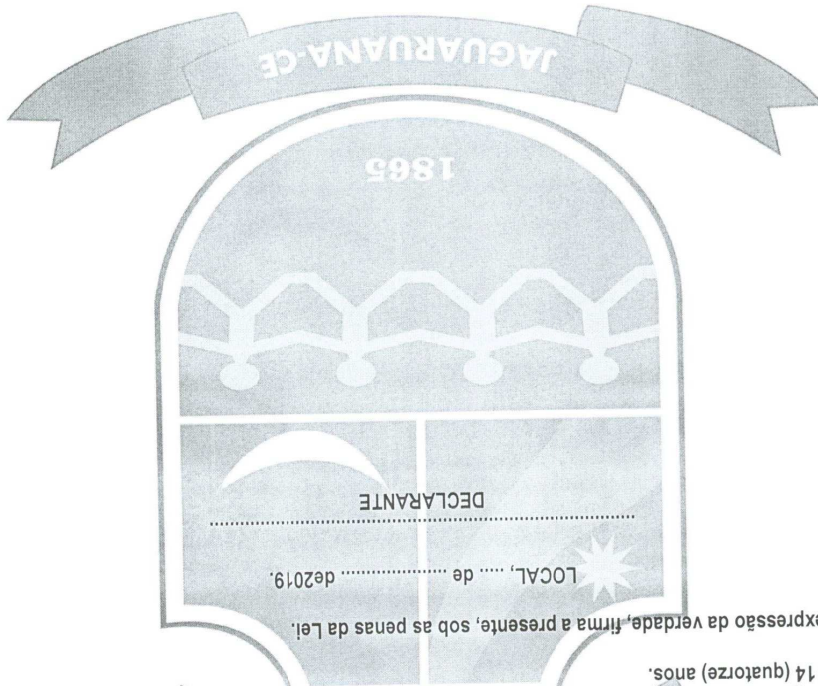 14 (quatorze) anos.
expressão da verdade, firma a presente, sob as penas da Lei.
LOCAL, ..... de ........................ de2019.
DECLARANTE
1865
JAGUARUANA-CE